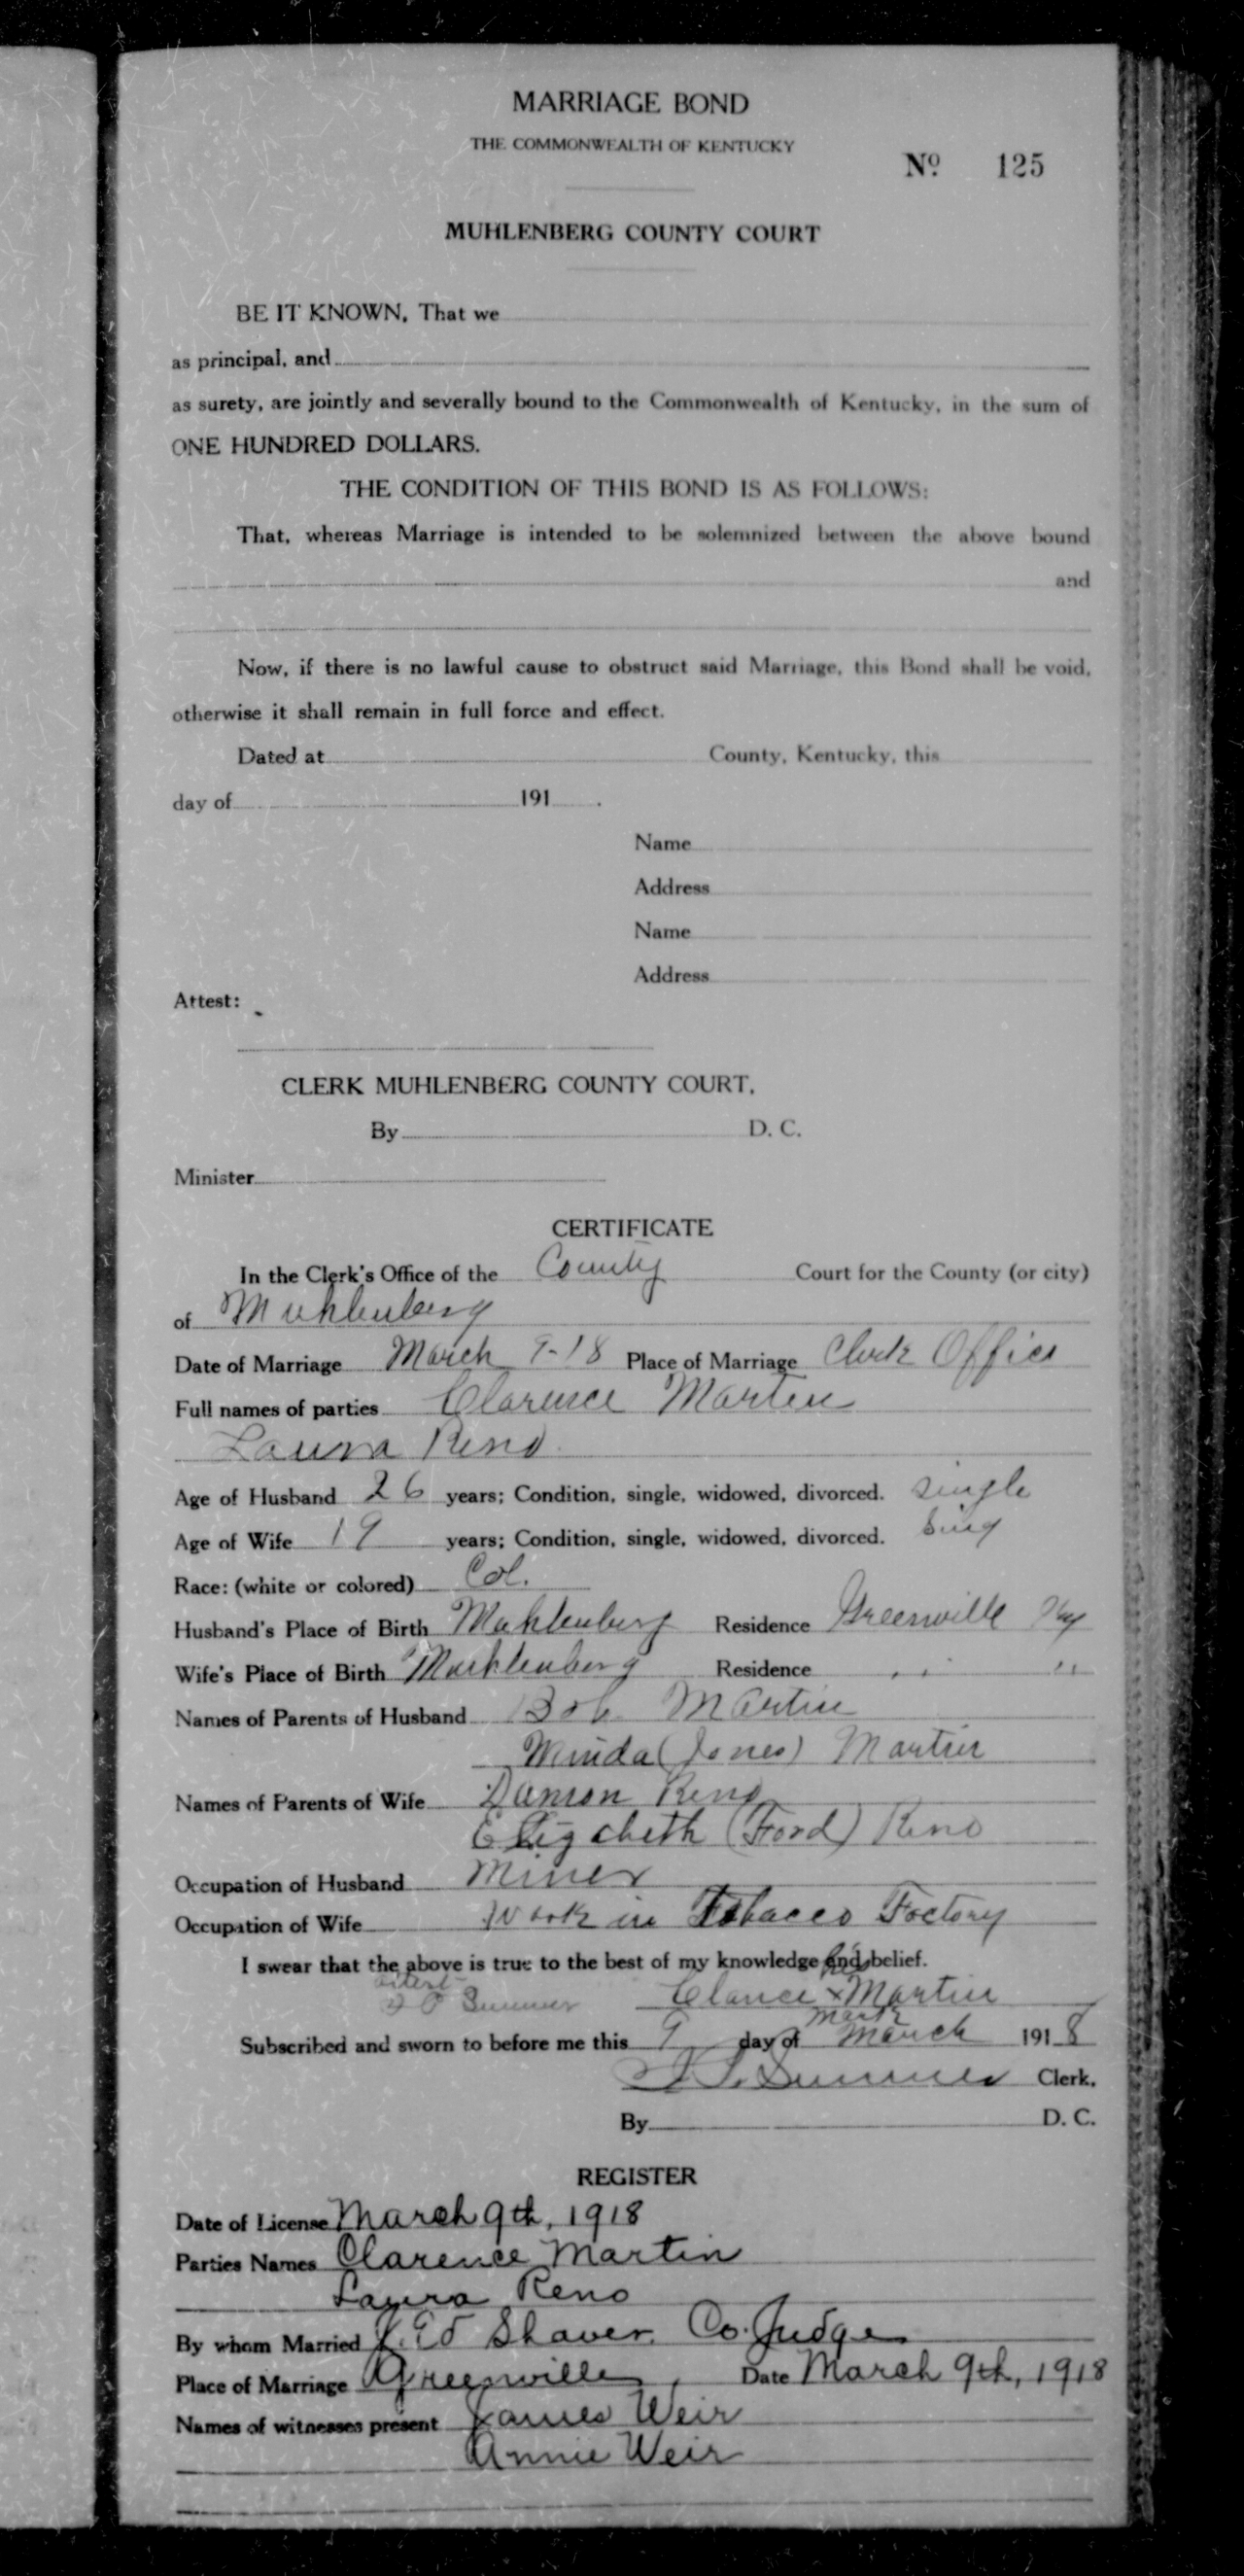 MARRIAGE BOND
THE COMMONWEALTH OF KENTUCKY
No. 125
MUHLENBERG COUNTY COURT
BE IT KNOWN, That we
as principal, and
as surety, are jointly and severally bound to the Commonwealth of Kentucky, in the sum of
ONE HUNDRED DOLLARS.
THE CONDITION OF THIS BOND IS AS FOLLOWS:
That, whereas Marriage is intended to be solemnized between the above bound
and
Now, if there is no lawful cause to obstruct said Marriage, this Bond shall be void,
otherwise it shall remain in full force and effect.
Dated at County, Kentucky, this
day of 191 .
Name
Address
Name
Address
Attest:
CLERK MUHLENBERG COUNTY COURT,
By D. C.
Minister
CERTIFICATE
In the Clerk's Office of the County Court for the County (or city)
of Muhlenberg
Date of Marriage March 9-18 Place of Marriage Clerk Office
Full names of parties Clarence Martin
Laura Reno
Age of Husband 26 years; Condition, single, widowed, divorced. single
Age of Wife 19 years; Condition, single, widowed, divorced. sing
Race: (white or colored) Col.
Husband's Place of Birth Muhlenberg Residence Greenville Ky
Wife's Place of Birth Muhlenberg Residence " "
Names of Parents of Husband Bob Martin
Minda (Jones) Martin
Names of Parents of Wife Damon Reno
Elizabeth (Ford) Reno
Occupation of Husband Miner
Occupation of Wife Work in Tobacco Factory
I swear that the above is true to the best of my knowledge and belief.
attest his
Summer Clarnce x Martin
mark
Subscribed and sworn to before me this 9 day of March 1918
Summer Clerk.
By D. C.
REGISTER
Date of License March 9th, 1918
Parties Names Clarence Martin
Laura Reno
By whom Married J. Ed Shaver Co. Judge
Place of Marriage Greenville, Date March 9th, 1918
Names of witnesses present James Weir
Annie Weir